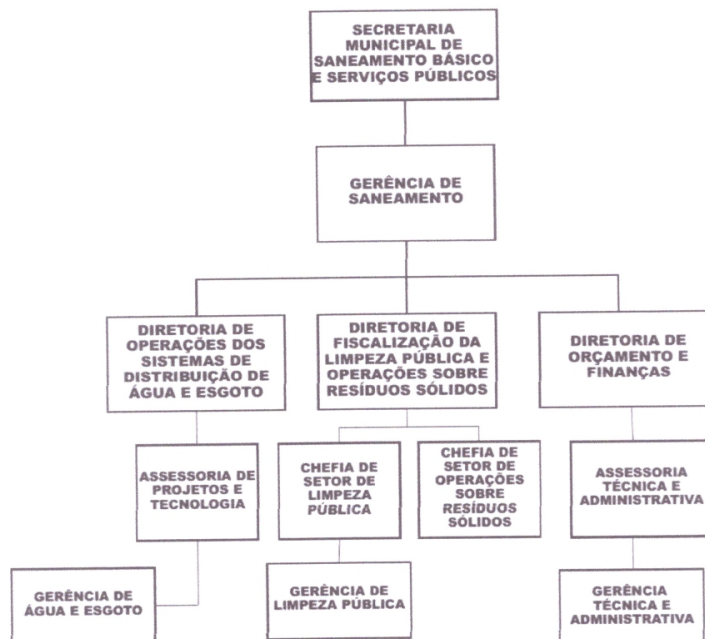 SECRETARIA
MUNICIPAL DE
SANEAMENTO BÁSICO
E SERVIÇOS PÚBLICOS
GERÊNCIA DE
SANEAMENTO
DIRETORIA DE
OPERAÇÕES DOS
SISTEMAS DE
DISTRIBUIÇÃO DE
ÁGUA E ESGOTO
DIRETORIA DE
FISCALIZAÇÃO DA
LIMPEZA PÚBLICA E
OPERAÇÕES SOBRE
RESÍDUOS SÓLIDOS
DIRETORIA DE
ORÇAMENTO E
FINANÇAS
ASSESSORIA DE
PROJETOS E
TECNOLOGIA
CHEFIA DE
SETOR DE
LIMPEZA
PÚBLICA
CHEFIA DE
SETOR DE
OPERAÇÕES
SOBRE
RESÍDUOS
SÓLIDOS
ASSESSORIA
TÉCNICA E
ADMINISTRATIVA
GERÊNCIA DE
ÁGUA E ESGOTO
GERÊNCIA DE
LIMPEZA PÚBLICA
GERÊNCIA
TÉCNICA E
ADMINISTRATIVA